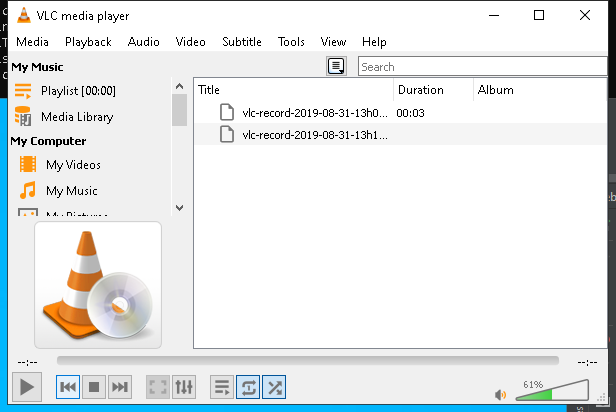 VLC media player
Media Playback Audio Video Subtitle Tools View Help
My Music
Playlist [00:00]
Media Library
My Computer
My Videos
My Music
My Pictures
Search
Title Duration Album
vlc-record-2019-08-31-13h0... 00:03
vlc-record-2019-08-31-13h1...
--:-- --:--
61%